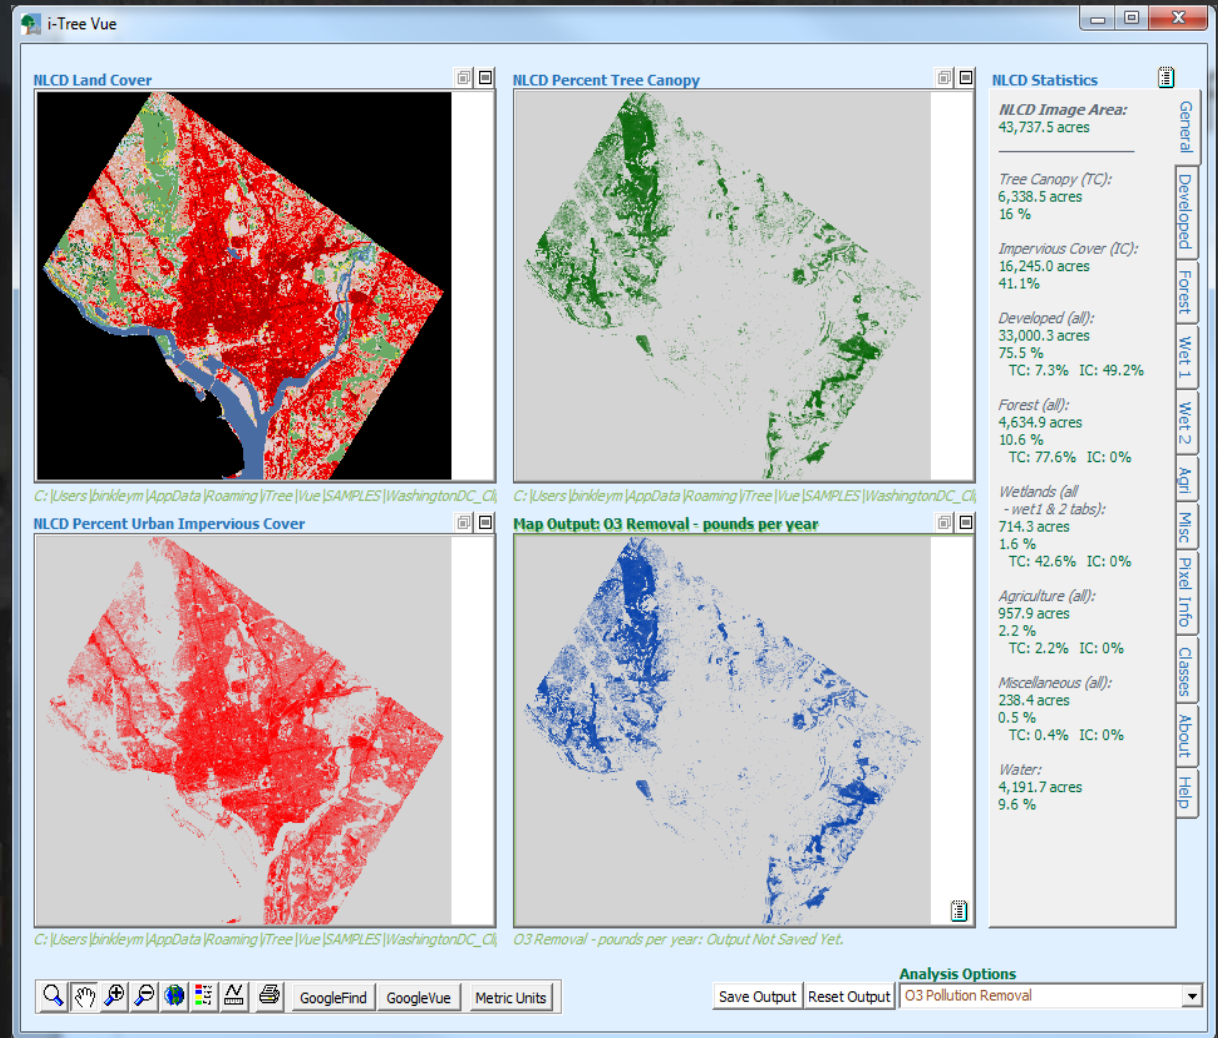 i-Tree Vue
NLCD Land Cover
NLCD Percent Tree Canopy
C: \Users \binkleym \AppData \Roaming \iTree \Vue \SAMPLES \WashingtonDC_Cli
C: \Users \binkleym \AppData \Roaming \iTree \Vue \SAMPLES \WashingtonDC_Cli
NLCD Percent Urban Impervious Cover
Map Output: O3 Removal - pounds per year
C: \Users \binkleym \AppData \Roaming \iTree \Vue \SAMPLES \WashingtonDC_Cli
O3 Removal - pounds per year: Output Not Saved Yet.
NLCD Statistics
NLCD Image Area:
43,737.5 acres
Tree Canopy (TC):
6,338.5 acres
16 %
Impervious Cover (IC):
16,245.0 acres
41.1%
Developed (all):
33,000.3 acres
75.5 %
TC: 7.3% IC: 49.2%
Forest (all):
4,634.9 acres
10.6 %
TC: 77.6% IC: 0%
Wetlands (all
- wet1 & 2 tabs):
714.3 acres
1.6 %
TC: 42.6% IC: 0%
Agriculture (all):
957.9 acres
2.2 %
TC: 2.2% IC: 0%
Miscellaneous (all):
238.4 acres
0.5 %
TC: 0.4% IC: 0%
Water:
4,191.7 acres
9.6 %
General
Developed
Forest
Wet 1
Wet 2
Agri
Misc
Pixel Info
Classes
About
Help
GoogleFind
GoogleVue
Metric Units
Save Output
Reset Output
Analysis Options
O3 Pollution Removal